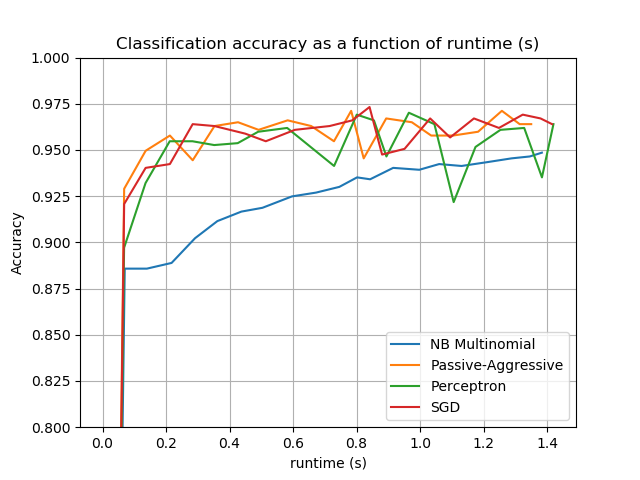 Classification accuracy as a function of runtime (s)
1.000
0.975
0.950
0.925
0.900
0.875
0.850
0.825
0.800
Accuracy
0.0 0.2 0.4 0.6 0.8 1.0 1.2 1.4
runtime (s)
NB Multinomial
Passive-Aggressive
Perceptron
SGD